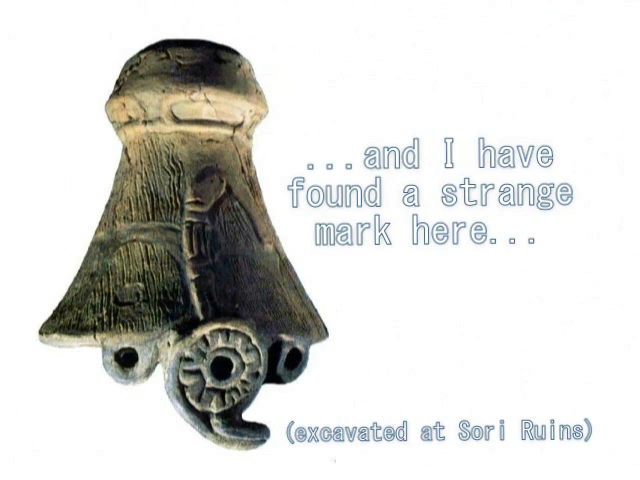 ...and I have
found a strange
mark here...
(excavated at Sori Ruins)